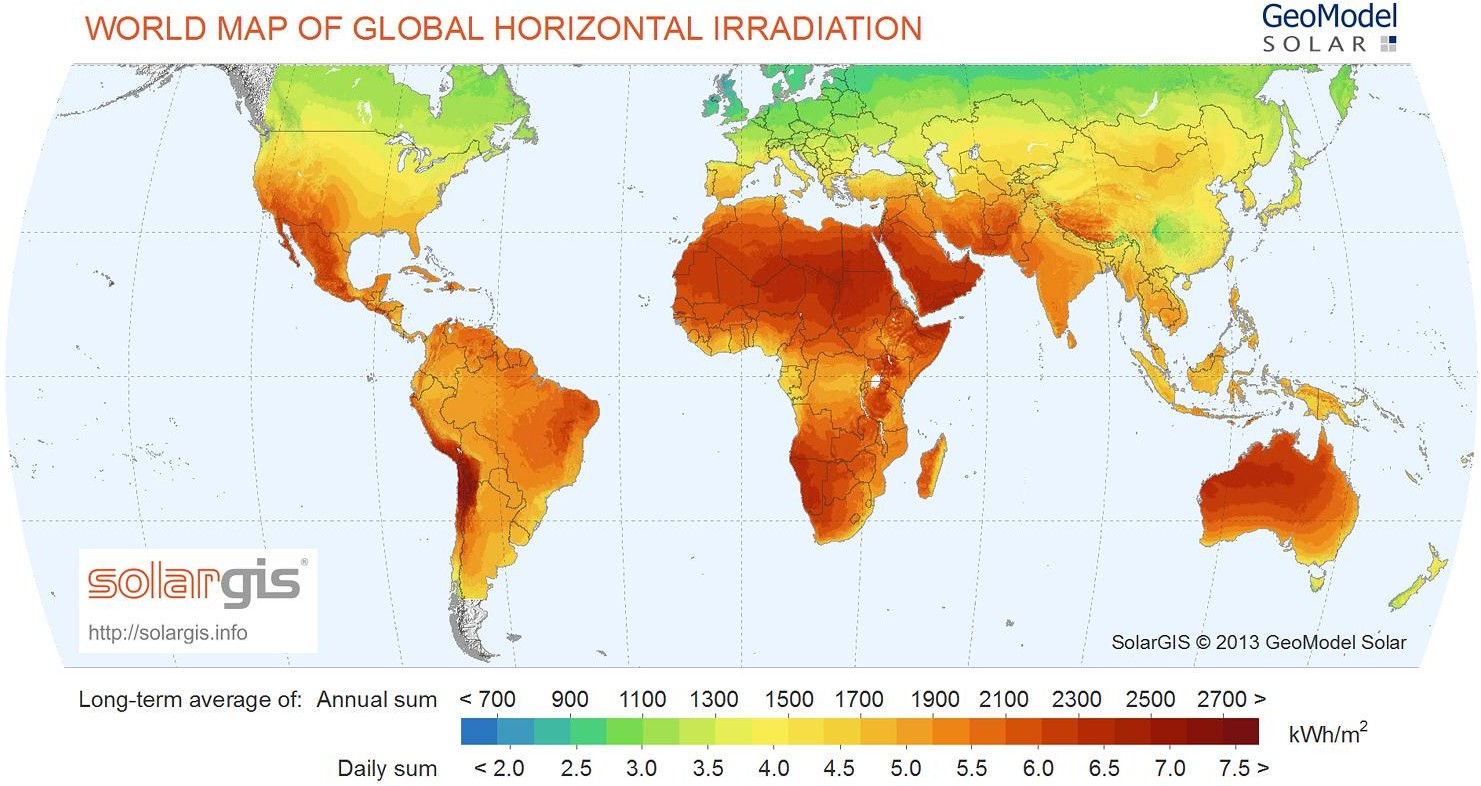 WORLD MAP OF GLOBAL HORIZONTAL IRRADIATION
GeoModel
SOLAR
solargis®
http://solargis.info
SolarGIS © 2013 GeoModel Solar
Long-term average of: Annual sum < 700 900 1100 1300 1500 1700 1900 2100 2300 2500 2700 >
kWh/m²
Daily sum < 2.0 2.5 3.0 3.5 4.0 4.5 5.0 5.5 6.0 6.5 7.0 7.5 >